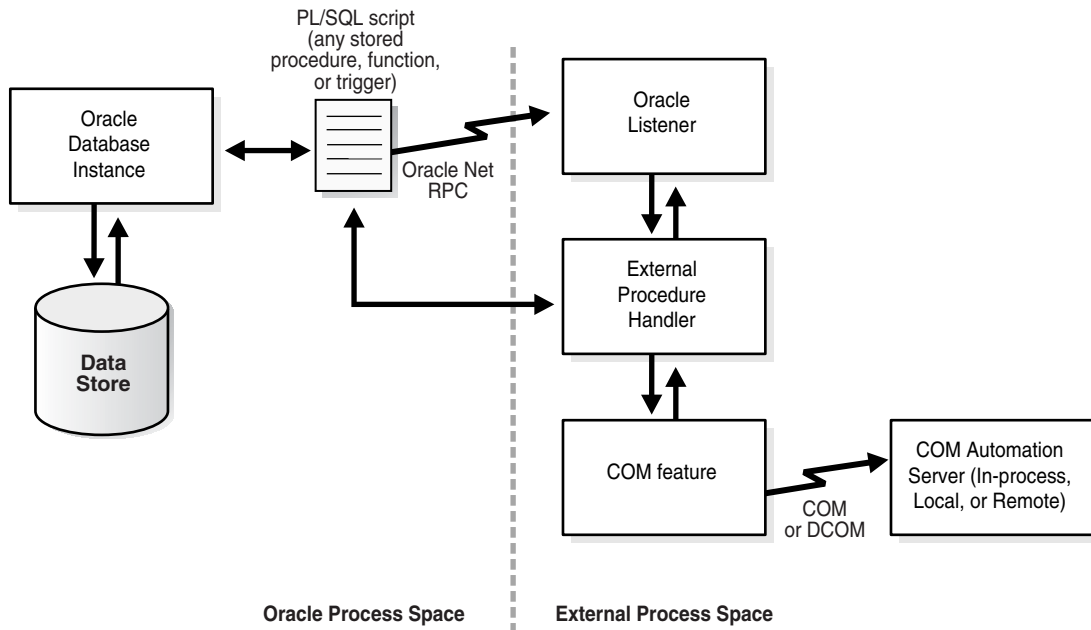 PL/SQL script
(any stored
procedure, function,
or trigger)
Oracle
Database
Instance
Oracle
Listener
Oracle Net
RPC
External
Procedure
Handler
Data
Store
COM feature
COM Automation
Server (In-process,
Local, or Remote)
COM
or DCOM
Oracle Process Space
External Process Space